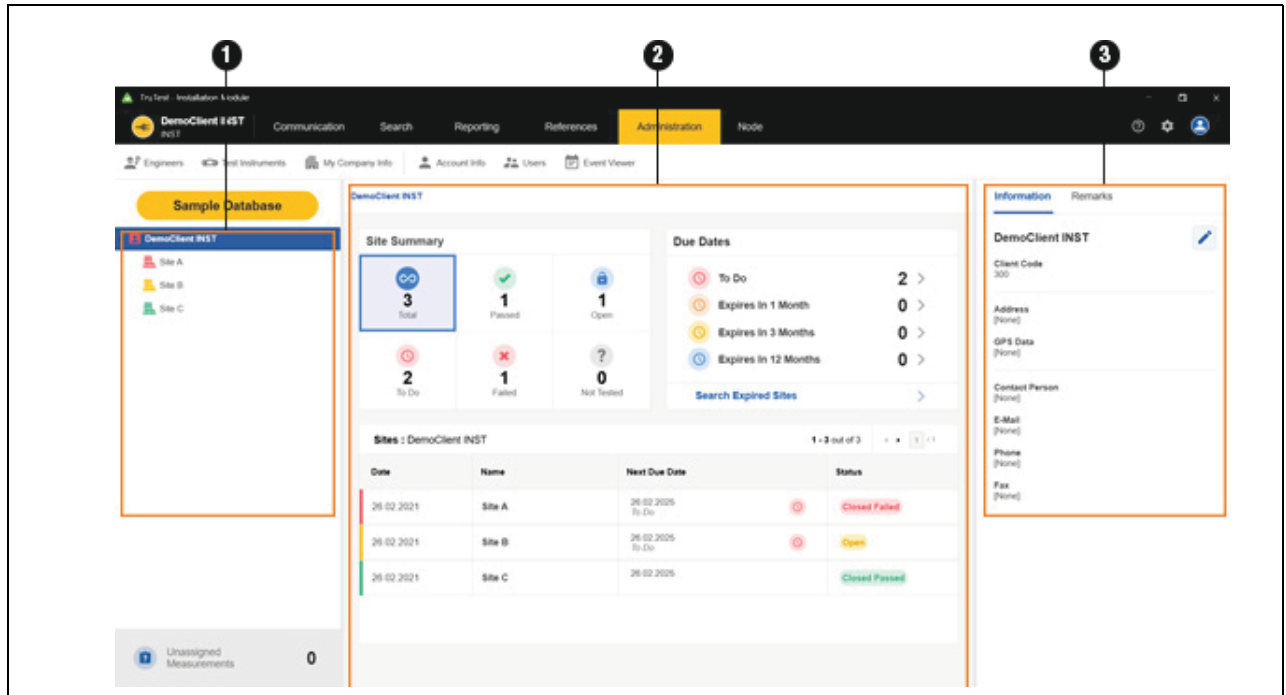 1 2 3
TruTest - Installation Module
DemoClient INST
INST
Communication Search Reporting References Administration Node
Engineers Test Instruments My Company Info Account Info Users Event Viewer
Sample Database
DemoClient INST
Site A
Site B
Site C
Unassigned
Measurements 0
DemoClient INST
Site Summary
3
Total
1
Passed
1
Open
2
To Do
1
Failed
? 
0
Not Tested
Due Dates
To Do 2 >
Expires In 1 Month 0 >
Expires In 3 Months 0 >
Expires In 12 Months 0 >
Search Expired Sites >
Sites : DemoClient INST 1 - 3 out of 3 1 / 1
Date Name Next Due Date Status
26.02.2021 Site A 26.02.2025 Closed Failed
To Do
26.02.2021 Site B 26.02.2025 Open
To Do
26.02.2021 Site C 26.02.2025 Closed Passed
Information Remarks
DemoClient INST
Client Code
300
Address
[None]
GPS Data
[None]
Contact Person
[None]
E-Mail
[None]
Phone
[None]
Fax
[None]